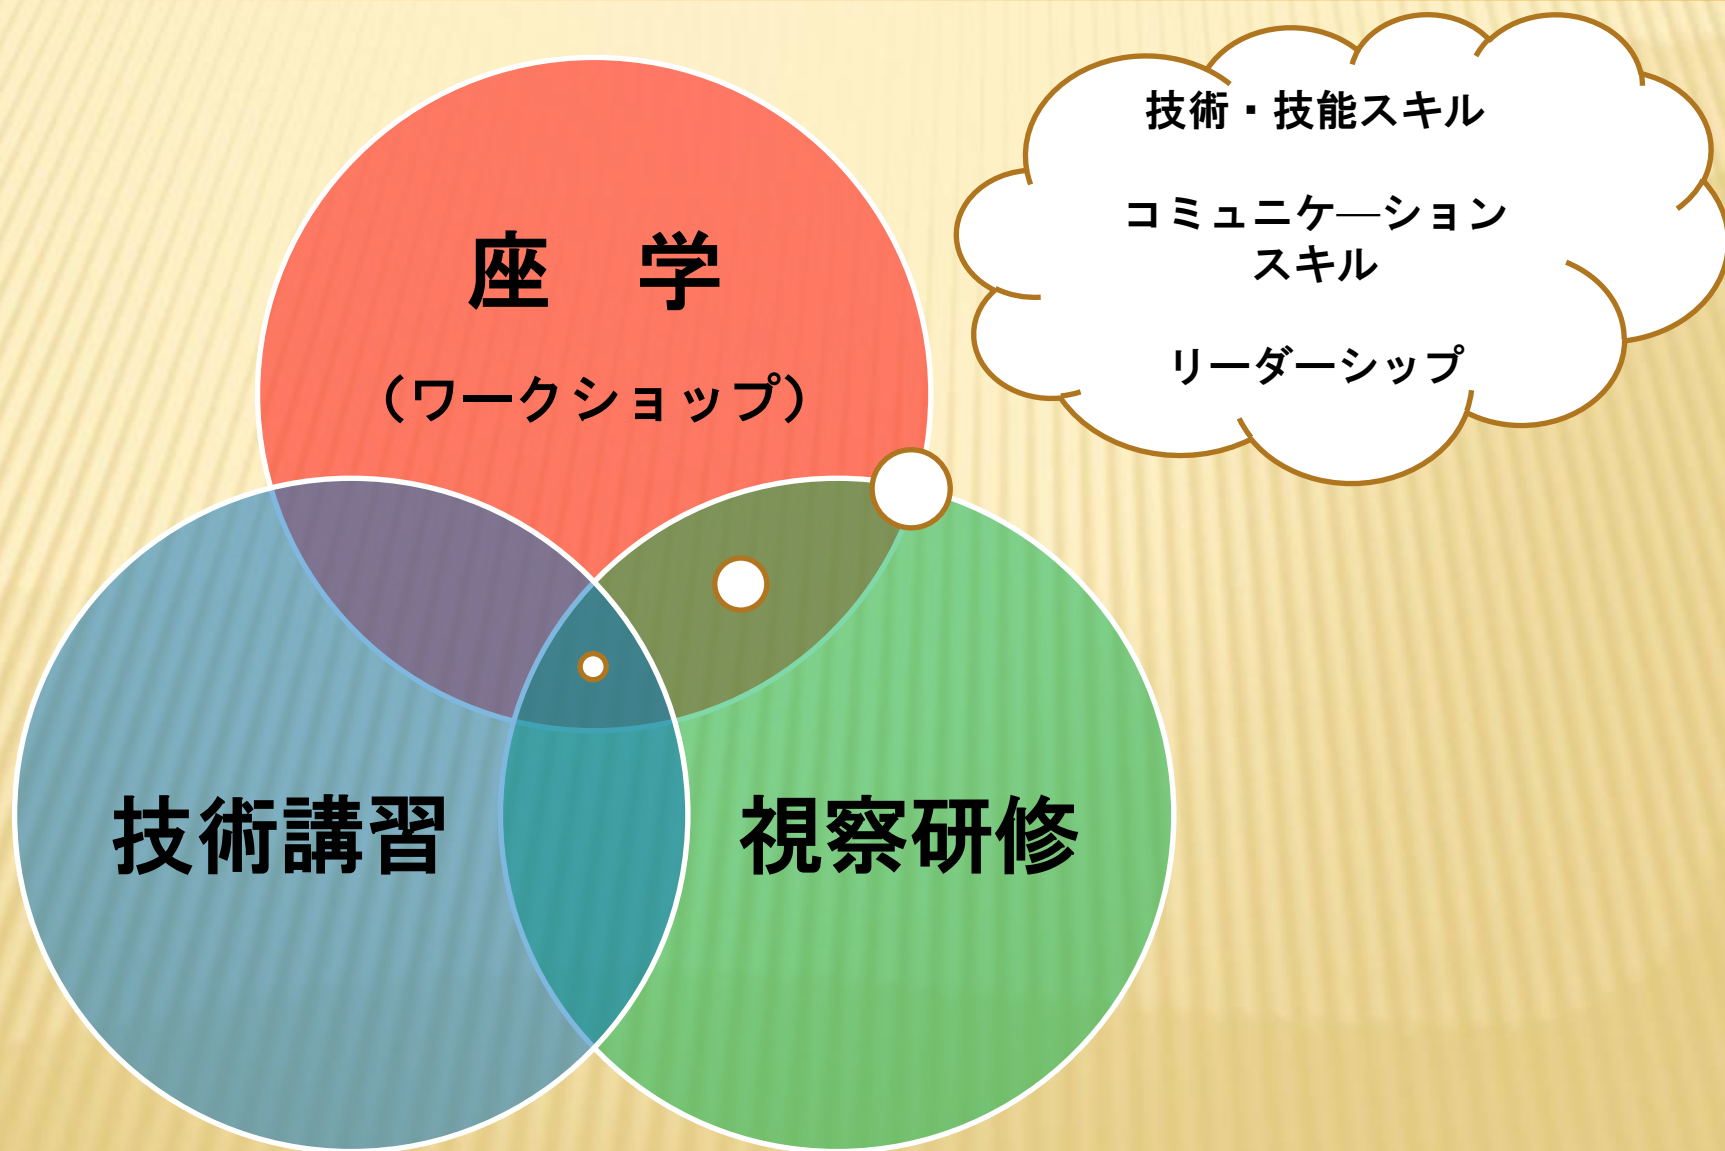 座　学
（ワークショップ）
技術講習
視察研修
技術・技能スキル
コミュニケ―ション
スキル
リーダーシップ